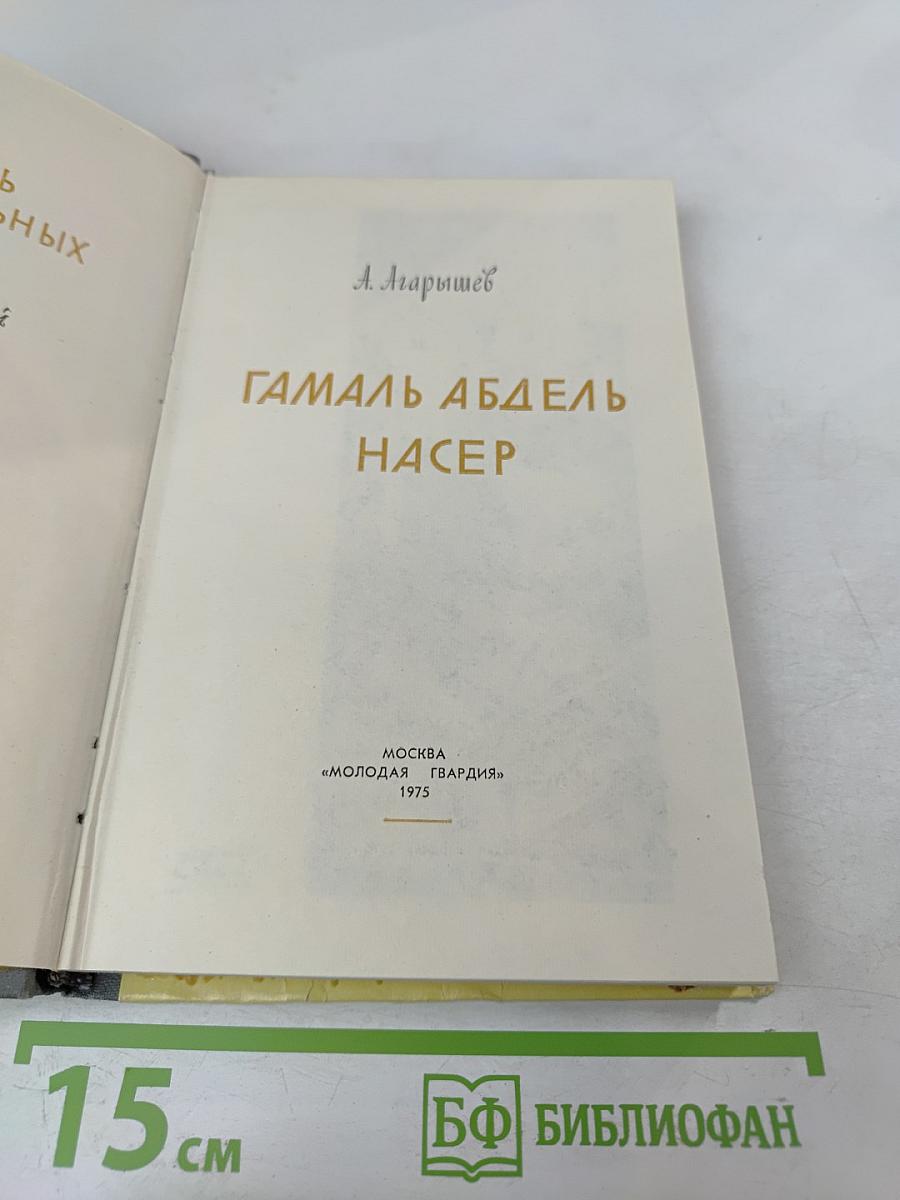 А. Агарышев
ГАМАЛЬ АБДЕЛЬ
НАСЕР
МОСКВА
«МОЛОДАЯ ГВАРДИЯ»
1975
15 см
БФ БИБЛИОФАН